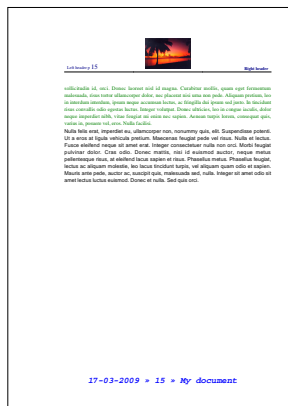 Left header y 15
Right header
sollicitudin id, orci. Donec laoreet nisl id magna. Curabitur mollis, quam eget fermentum
malesuada, risus tortor ullamcorper dolor, nec placerat nisi urna non pede. Aliquam pretium, leo
in interdum interdum, ipsum neque accumsan lectus, ac fringilla dui ipsum sed justo. In tincidunt
risus convallis odio egestas luctus. Integer volutpat. Donec ultricies, leo in congue iaculis, dolor
neque imperdiet nibh, vitae feugiat mi enim nec sapien. Aenean turpis lorem, consequat quis,
varius in, posuere vel, eros. Nulla facilisi.
Nulla felis erat, imperdiet eu, ullamcorper non, nonummy quis, elit. Suspendisse potenti.
Ut a eros at ligula vehicula pretium. Maecenas feugiat pede vel risus. Nulla et lectus.
Fusce eleifend neque sit amet erat. Integer consectetuer nulla non orci. Morbi feugiat
pulvinar dolor. Cras odio. Donec mattis, nisi id euismod auctor, neque metus
pellentesque risus, at eleifend lacus sapien et risus. Phasellus metus. Phasellus feugiat,
lectus ac aliquam molestie, leo lacus tincidunt turpis, vel aliquam quam odio et sapien.
Mauris ante pede, auctor ac, suscipit quis, malesuada sed, nulla. Integer sit amet odio sit
amet lectus luctus euismod. Donec et nulla. Sed quis orci.
17-03-2009 » 15 » My document